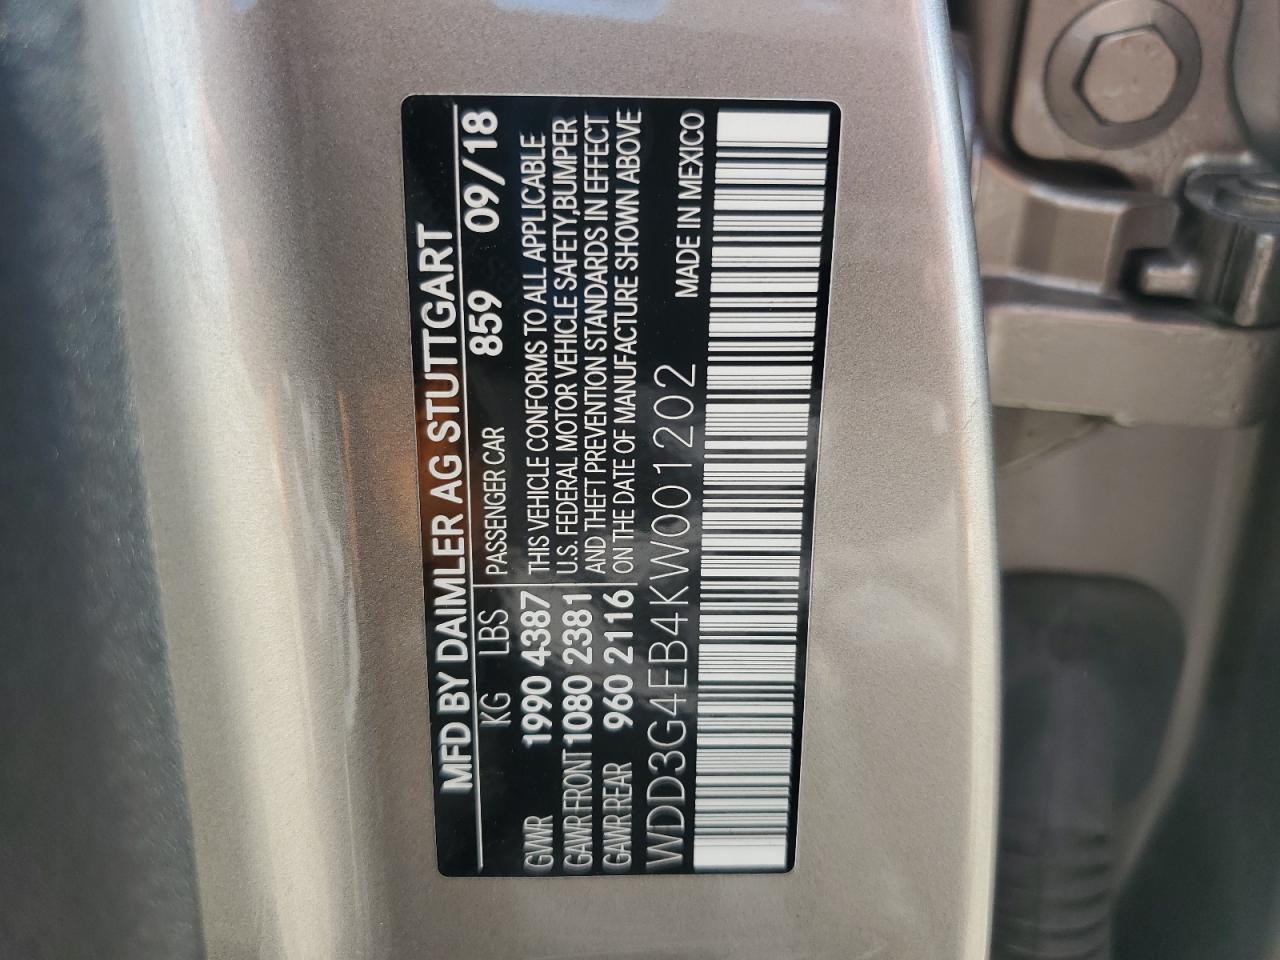 MFD BY DAIMLER AG STUTTGART
KG LBS PASSENGER CAR 859 09/18
GVWR 1990 4387 THIS VEHICLE CONFORMS TO ALL APPLICABLE
GAWR FRONT 1080 2381 U.S. FEDERAL MOTOR VEHICLE SAFETY,BUMPER
AND THEFT PREVENTION STANDARDS IN EFFECT
GAWR REAR 960 2116 ON THE DATE OF MANUFACTURE SHOWN ABOVE
WDD3G4EB4KW001202 MADE IN MEXICO